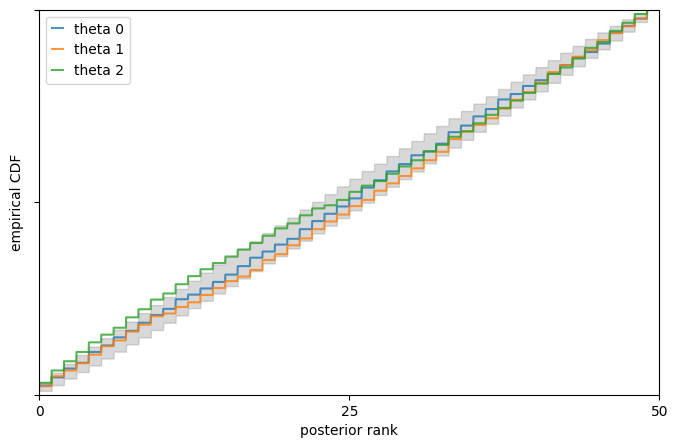 theta 0
theta 1
theta 2
empirical CDF
0
25
50
posterior rank